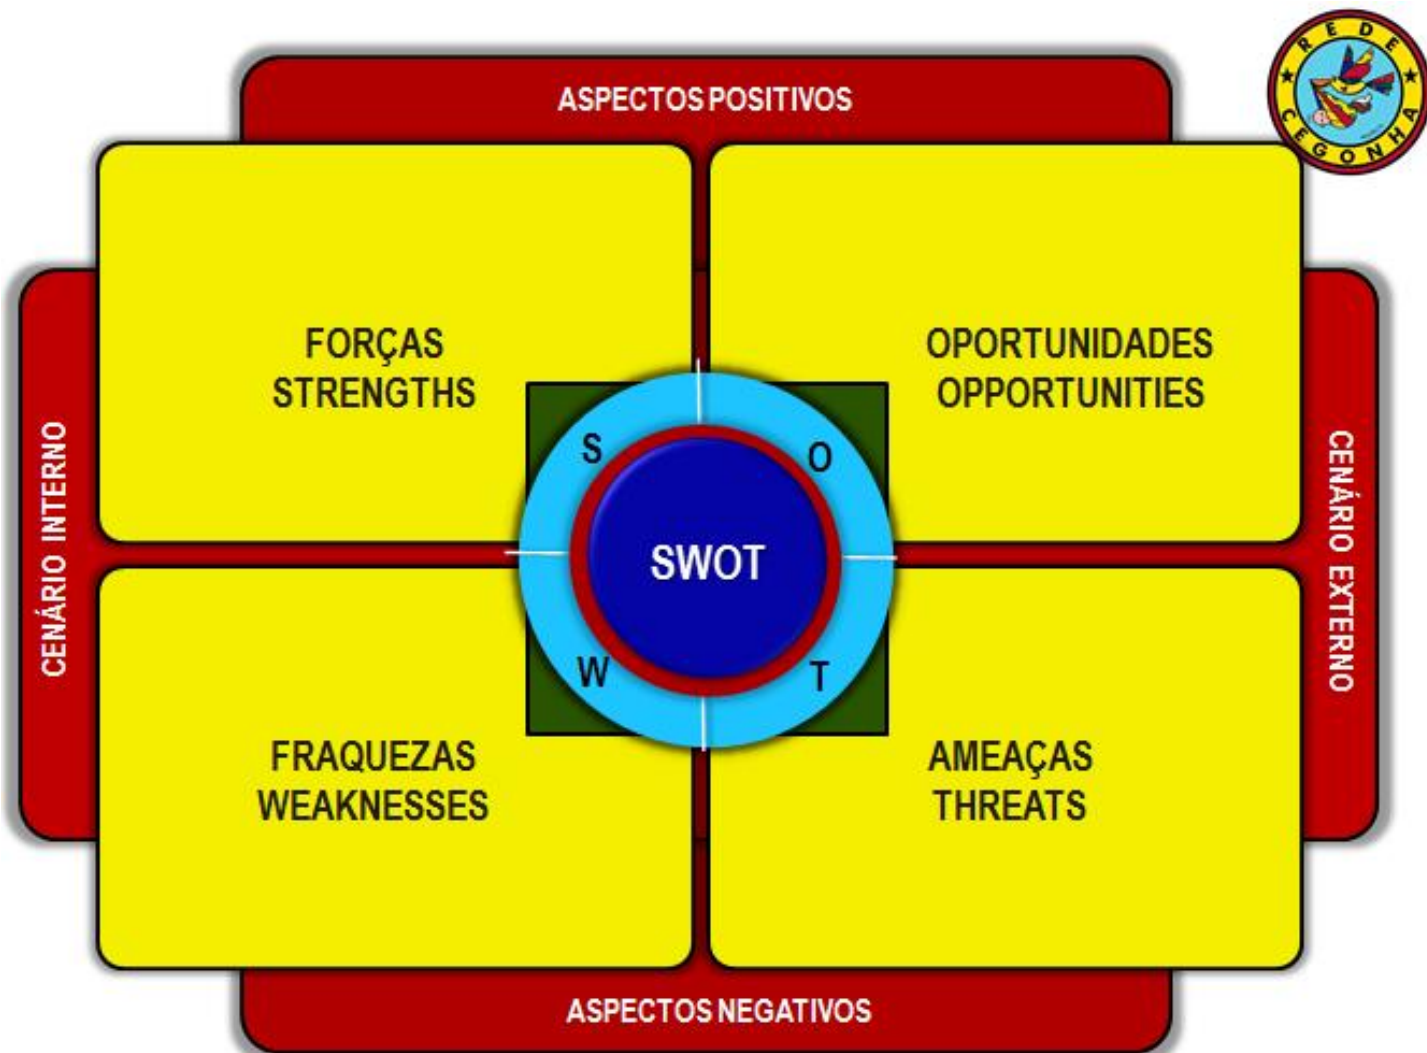 REDE
CEGONHA
ASPECTOS POSITIVOS
FORÇAS
STRENGTHS
OPORTUNIDADES
OPPORTUNITIES
CENÁRIO INTERNO
CENÁRIO EXTERNO
S
O
SWOT
W
T
FRAQUEZAS
WEAKNESSES
AMEAÇAS
THREATS
ASPECTOS NEGATIVOS